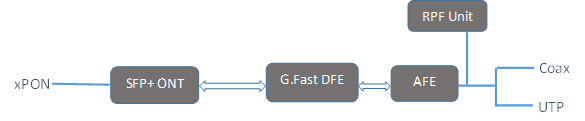 RPF Unit
xPON
SFP+ ONT
G.Fast DFE
AFE
Coax
UTP